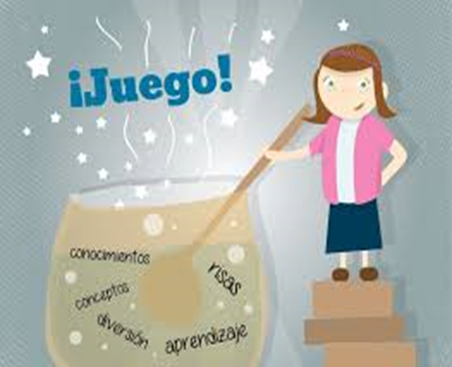 ¡Juego!
conocimientos
risas
conceptos
diversión
aprendizaje